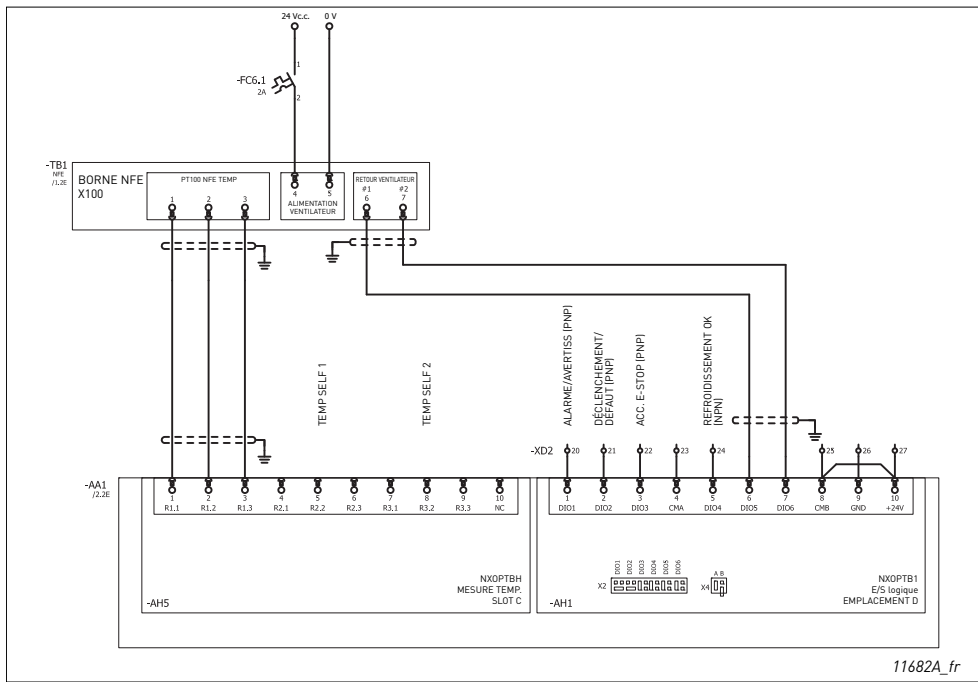 24 Vc.c. 0 V
1
-FC6.1
2A
2
-TB1
NFE
/1.2E
BORNE NFE
X100
PT100 NFE TEMP
1 2 3
4 5
ALIMENTATION
VENTILATEUR
RETOUR VENTILATEUR
#1 #2
6 7
TEMP SELF 1
TEMP SELF 2
ALARME/AVERTISS (PNP)
DÉCLENCHEMENT/
DÉFAUT (PNP)
ACC. E-STOP (PNP)
REFROIDISSEMENT OK
(NPN)
-XD2 20 21 22 23 24 25 26 27
-AA1
/2.2E
1 2 3 4 5 6 7 8 9 10
R1.1 R1.2 R1.3 R2.1 R2.2 R2.3 R3.1 R3.2 R3.3 NC
1 2 3 4 5 6 7 8 9 10
DIO1 DIO2 DIO3 CMA DIO4 DIO5 DIO6 CMB GND +24V
NXOPTBH
MESURE TEMP.
SLOT C
-AH5
DIO1 DIO2 DIO3 DIO4 DIO5 DIO6
X2
A B
X4
NXOPTB1
E/S logique
EMPLACEMENT D
-AH1
11682A_fr